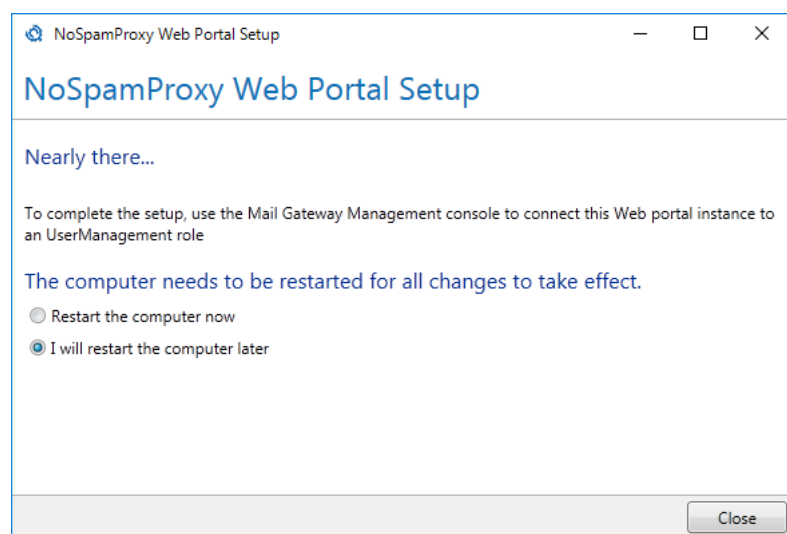 NoSpamProxy Web Portal Setup
NoSpamProxy Web Portal Setup
Nearly there...
To complete the setup, use the Mail Gateway Management console to connect this Web portal instance to
an UserManagement role
The computer needs to be restarted for all changes to take effect.
Restart the computer now
I will restart the computer later
Close